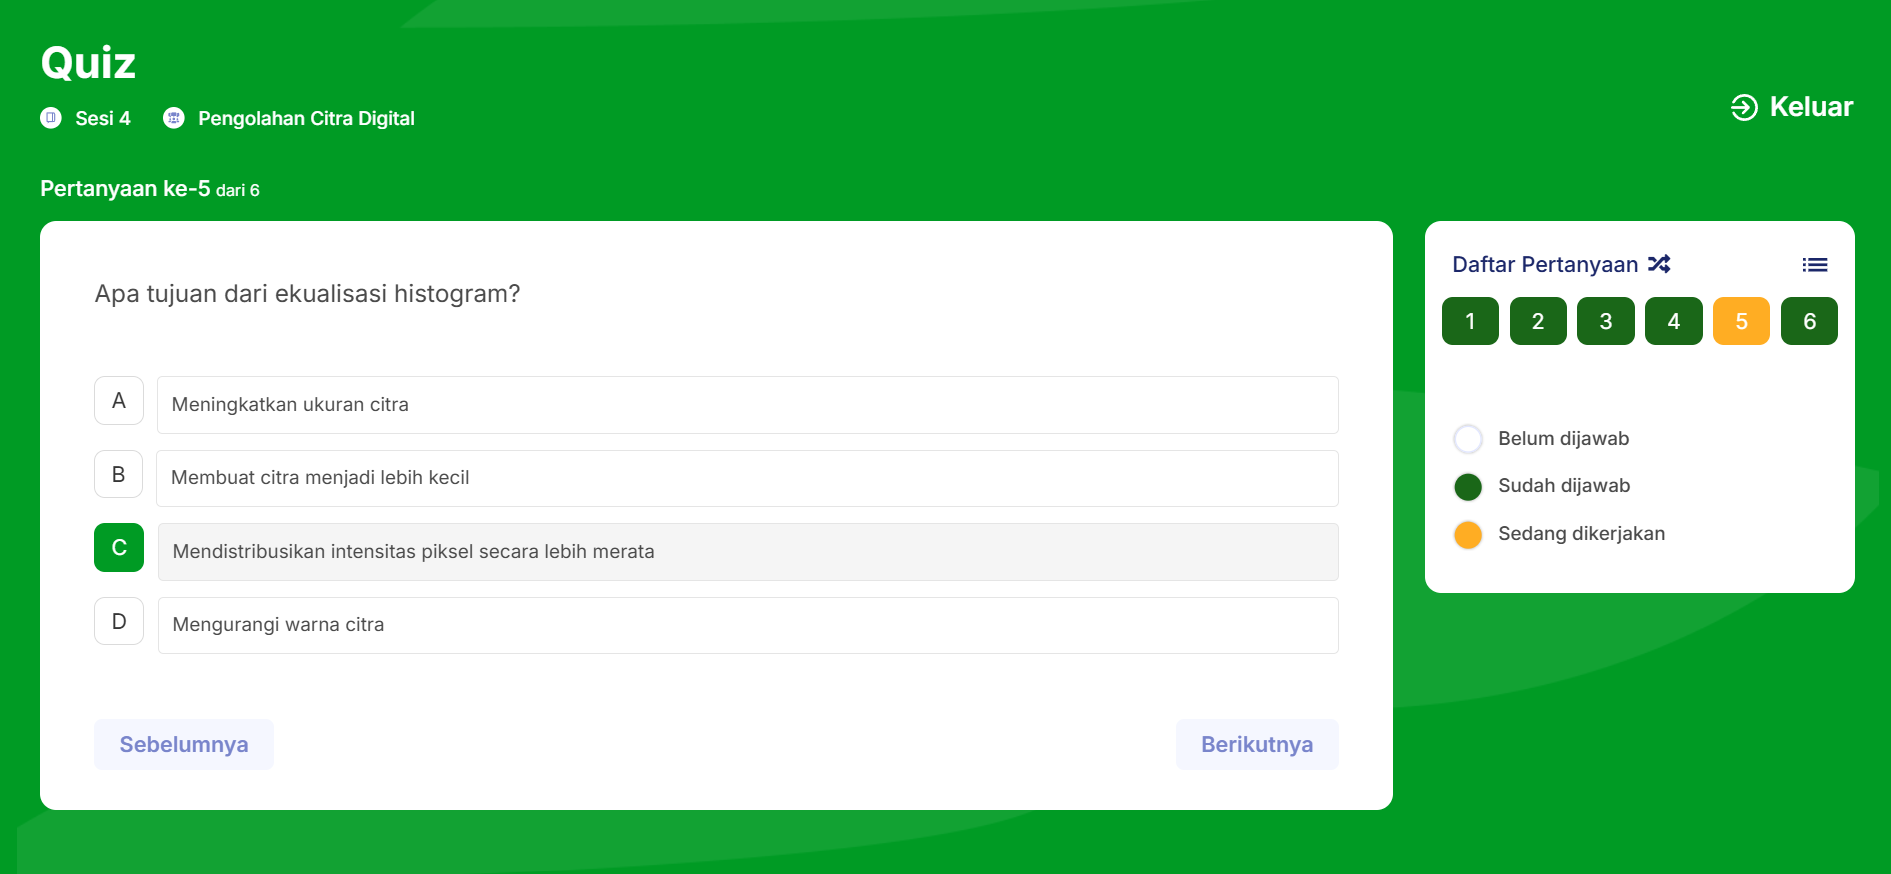 Quiz
Sesi 4 Pengolahan Citra Digital
Keluar
Pertanyaan ke-5 dari 6
Apa tujuan dari ekualisasi histogram?
A Meningkatkan ukuran citra
B Membuat citra menjadi lebih kecil
C Mendistribusikan intensitas piksel secara lebih merata
D Mengurangi warna citra
Sebelumnya Berikutnya
Daftar Pertanyaan
1 2 3 4 5 6
Belum dijawab
Sudah dijawab
Sedang dikerjakan